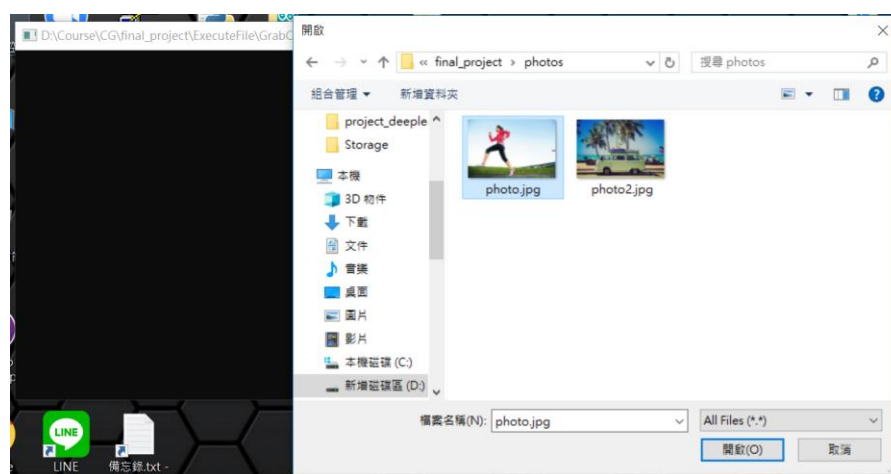 D:\Course\CG\final_project\ExecuteFile\Grab
開啟
« final_project › photos
搜尋 photos
組合管理
新增資料夾
project_deeple
Storage
本機
3D 物件
下載
文件
音樂
桌面
圖片
影片
本機磁碟 (C:)
新增磁碟區 (D:)
photo.jpg
photo2.jpg
檔案名稱(N): photo.jpg
All Files (*.*)
開啟(O)
取消
LINE
LINE
備忘錄.txt -